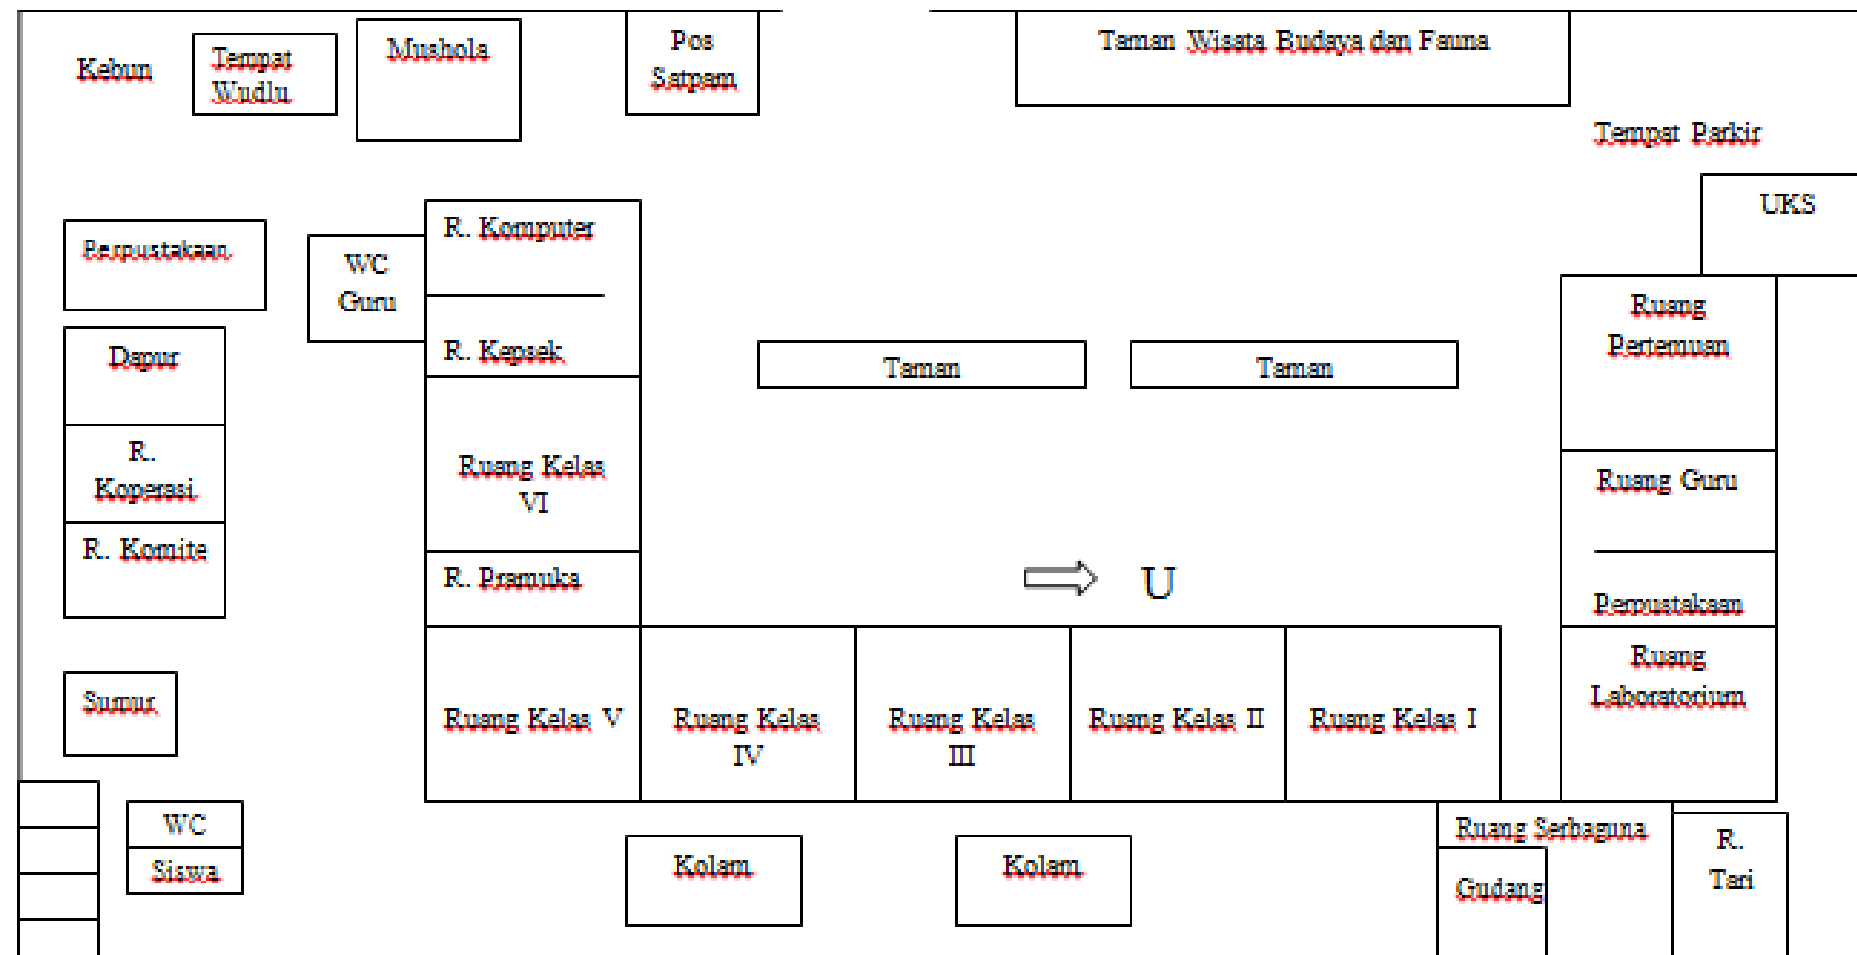 Kebun
Tempat
Wudlu
Mushola
Pos
Satpam
Taman Wisata Budaya dan Fauna
Tempat Parkir
UKS
Perpustakaan
WC
Guru
R. Komputer
R. Kepsek
Dapur
R.
Koperasi
R. Komite
Ruang Kelas
VI
R. Pramuka
Taman
Taman
U
Ruang
Pertemuan
Ruang Guru
Perpustakaan
Ruang
Laboratorium
Sumur
Ruang Kelas V
Ruang Kelas
IV
Ruang Kelas
III
Ruang Kelas II
Ruang Kelas I
WC
Siswa
Kolam
Kolam
Ruang Serbaguna
Gudang
R.
Tari